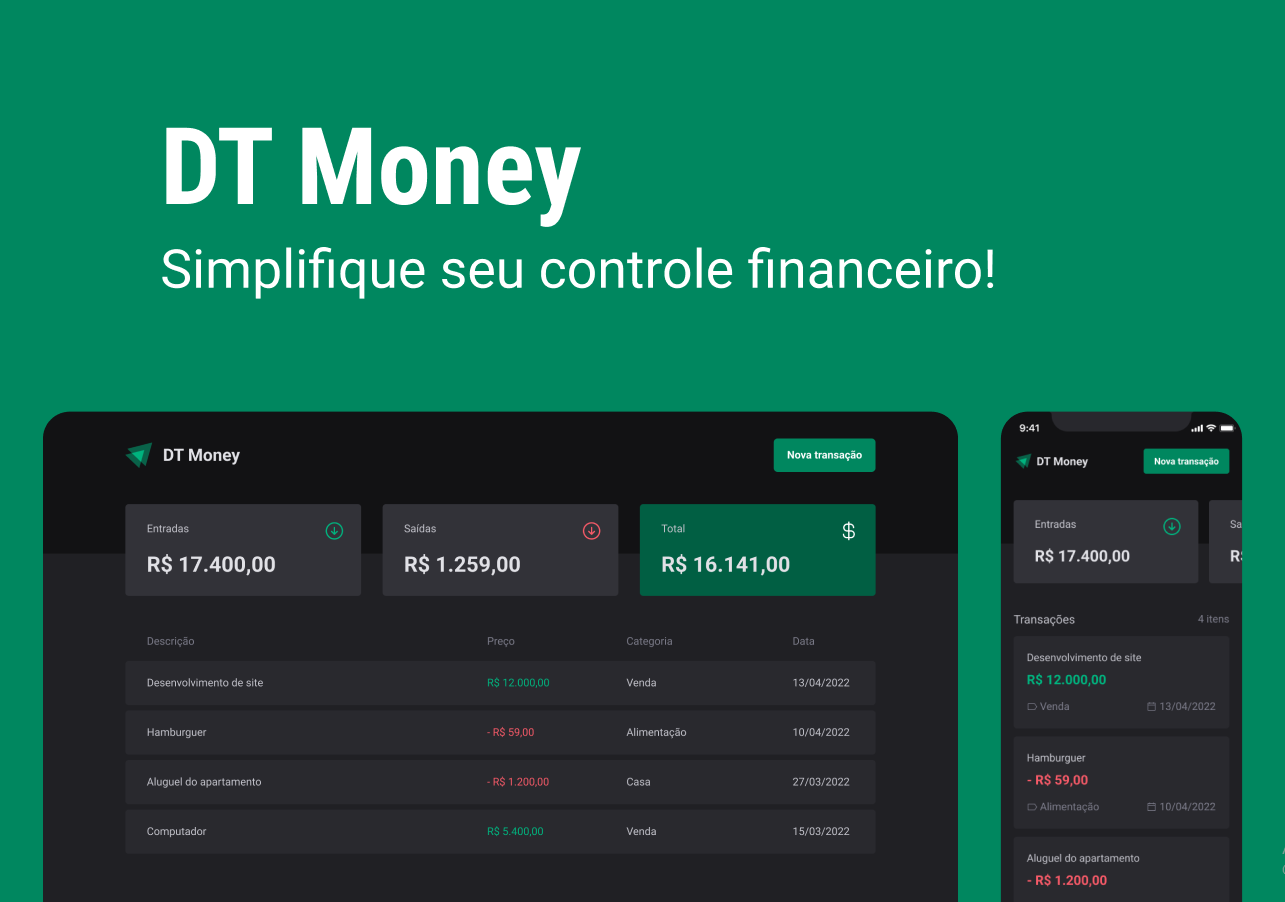 DT Money
Simplifique seu controle financeiro!
DT Money
Nova transação
Entradas
R$ 17.400,00
Saídas
R$ 1.259,00
Total
$
R$ 16.141,00
Descrição Preço Categoria Data
Desenvolvimento de site R$ 12.000,00 Venda 13/04/2022
Hamburguer - R$ 59,00 Alimentação 10/04/2022
Aluguel do apartamento - R$ 1.200,00 Casa 27/03/2022
Computador R$ 5.400,00 Venda 15/03/2022
9:41
DT Money
Nova transação
Entradas
R$ 17.400,00
Sa
R$
Transações 4 itens
Desenvolvimento de site
R$ 12.000,00
Venda 13/04/2022
Hamburguer
- R$ 59,00
Alimentação 10/04/2022
Aluguel do apartamento
- R$ 1.200,00